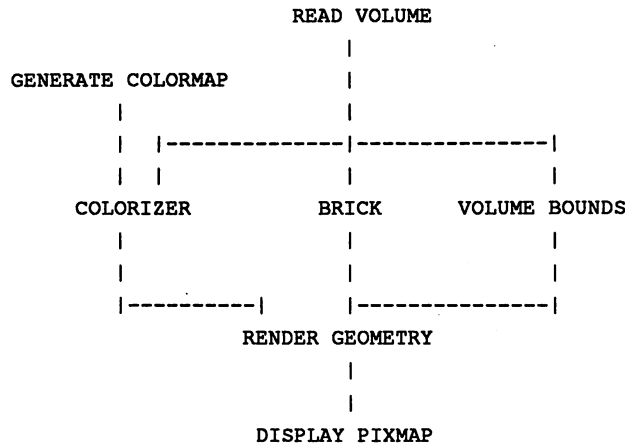 READ VOLUME
GENERATE COLORMAP
COLORIZER BRICK VOLUME BOUNDS
RENDER GEOMETRY
DISPLAY PIXMAP